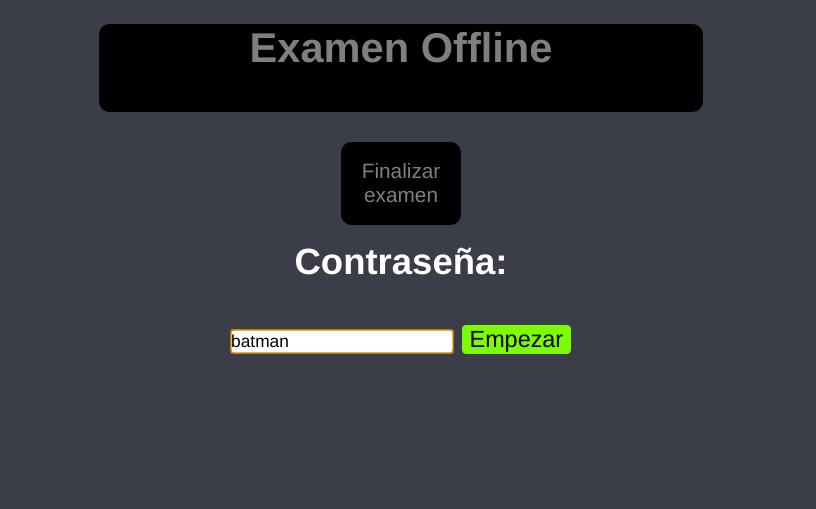 Examen Offline
Finalizar
examen
Contraseña:
batman
Empezar